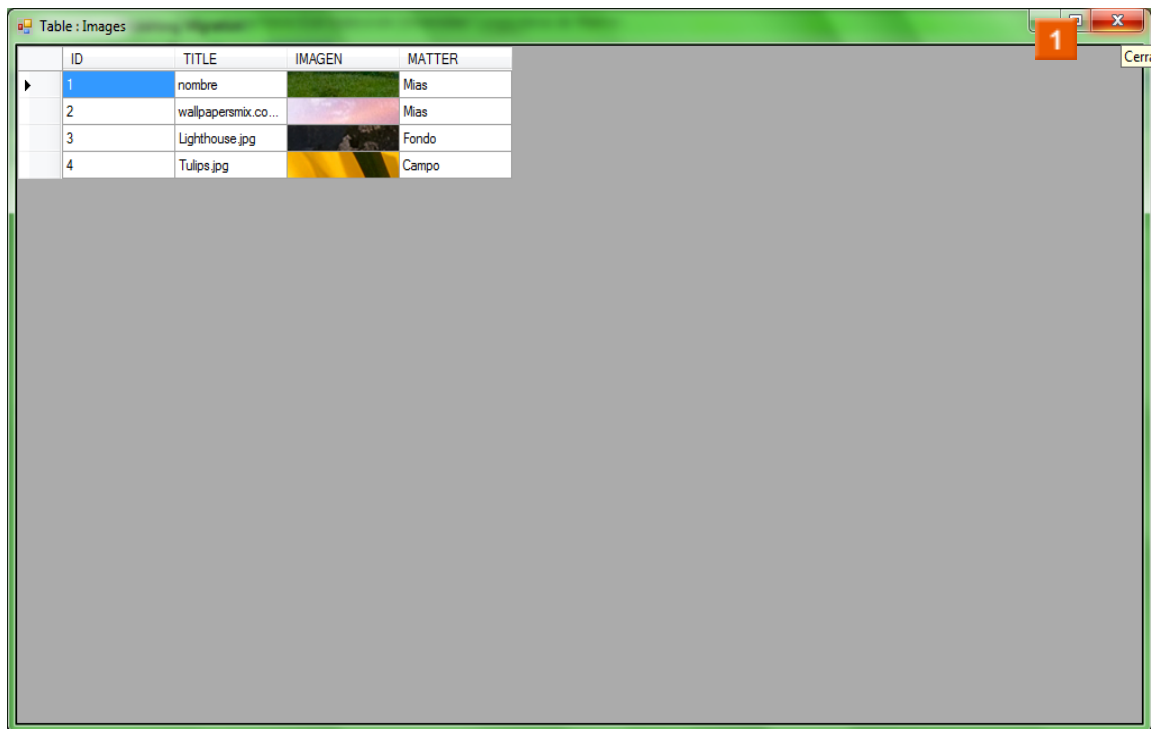 Table : Images
1
Cerra
ID TITLE IMAGEN MATTER
1 nombre Mias
2 wallpapersmix.co... Mias
3 Lighthouse.jpg Fondo
4 Tulips.jpg Campo